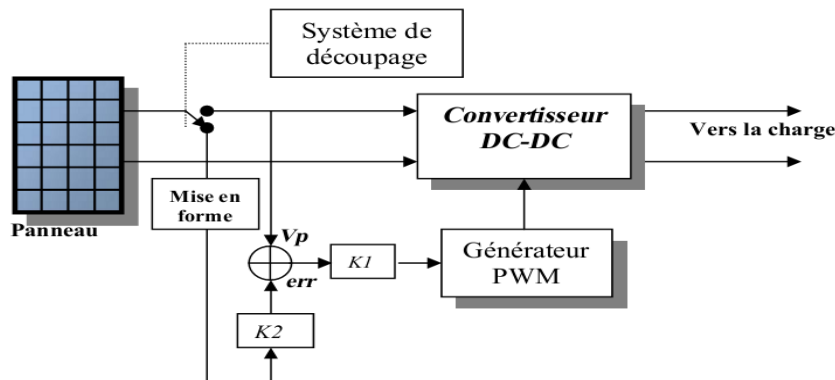 Système de
découpage
Convertisseur
DC-DC
Vers la charge
Mise en
forme
Panneau
Vp
err
K1
Générateur
PWM
K2